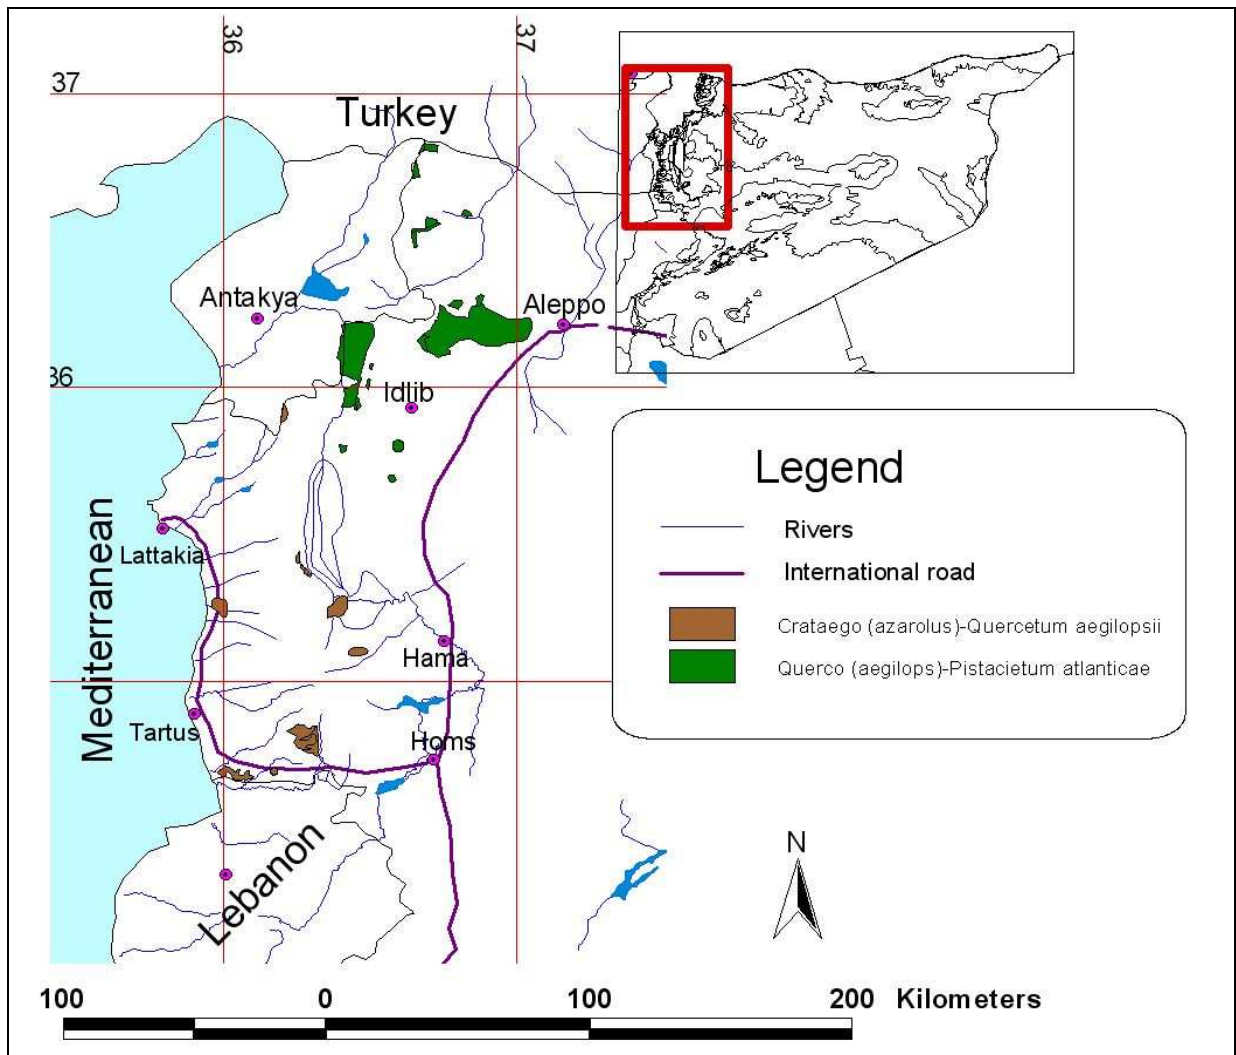 36
37
37
Turkey
Antakya
Aleppo
36
Idlib
Legend
Rivers
International road
Crataego (azarolus)-Quercetum aegilopsii
Querco (aegilops)-Pistacietum atlanticae
Mediterranean
Lattakia
Hama
Tartus
Homs
Lebanon
N
100 0 100 200 Kilometers